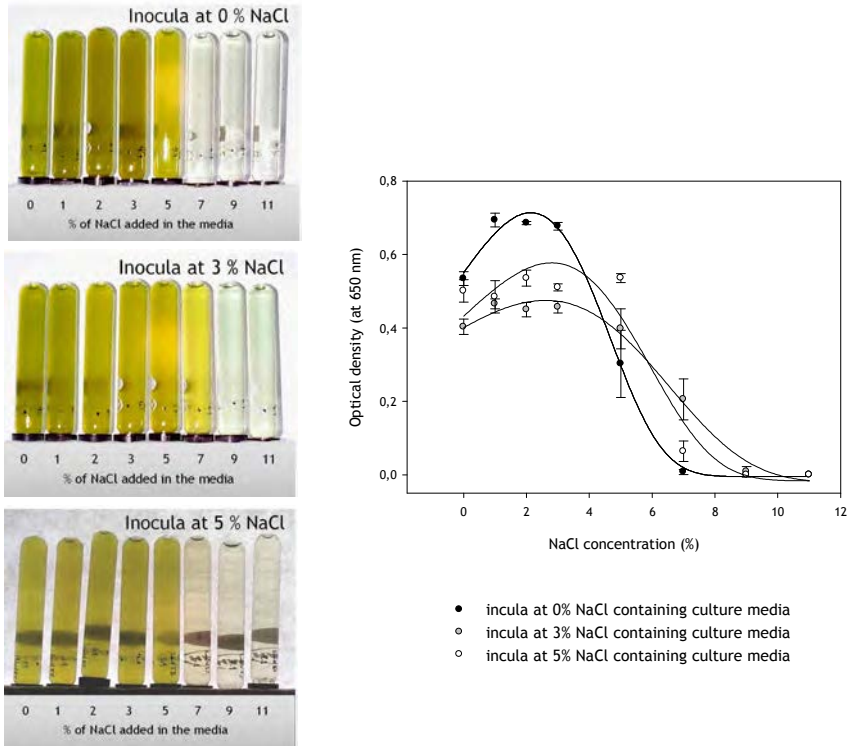 Inocula at 0 % NaCl
0 1 2 3 5 7 9 11
% of NaCl added in the media
Inocula at 3 % NaCl
0 1 2 3 5 7 9 11
% of NaCl added in the media
Inocula at 5 % NaCl
0 1 2 3 5 7 9 11
% of NaCl added in the media
Optical density (at 650 nm)
0,8
0,6
0,4
0,2
0,0
0 2 4 6 8 10 12
NaCl concentration (%)
incula at 0% NaCl containing culture media
incula at 3% NaCl containing culture media
incula at 5% NaCl containing culture media